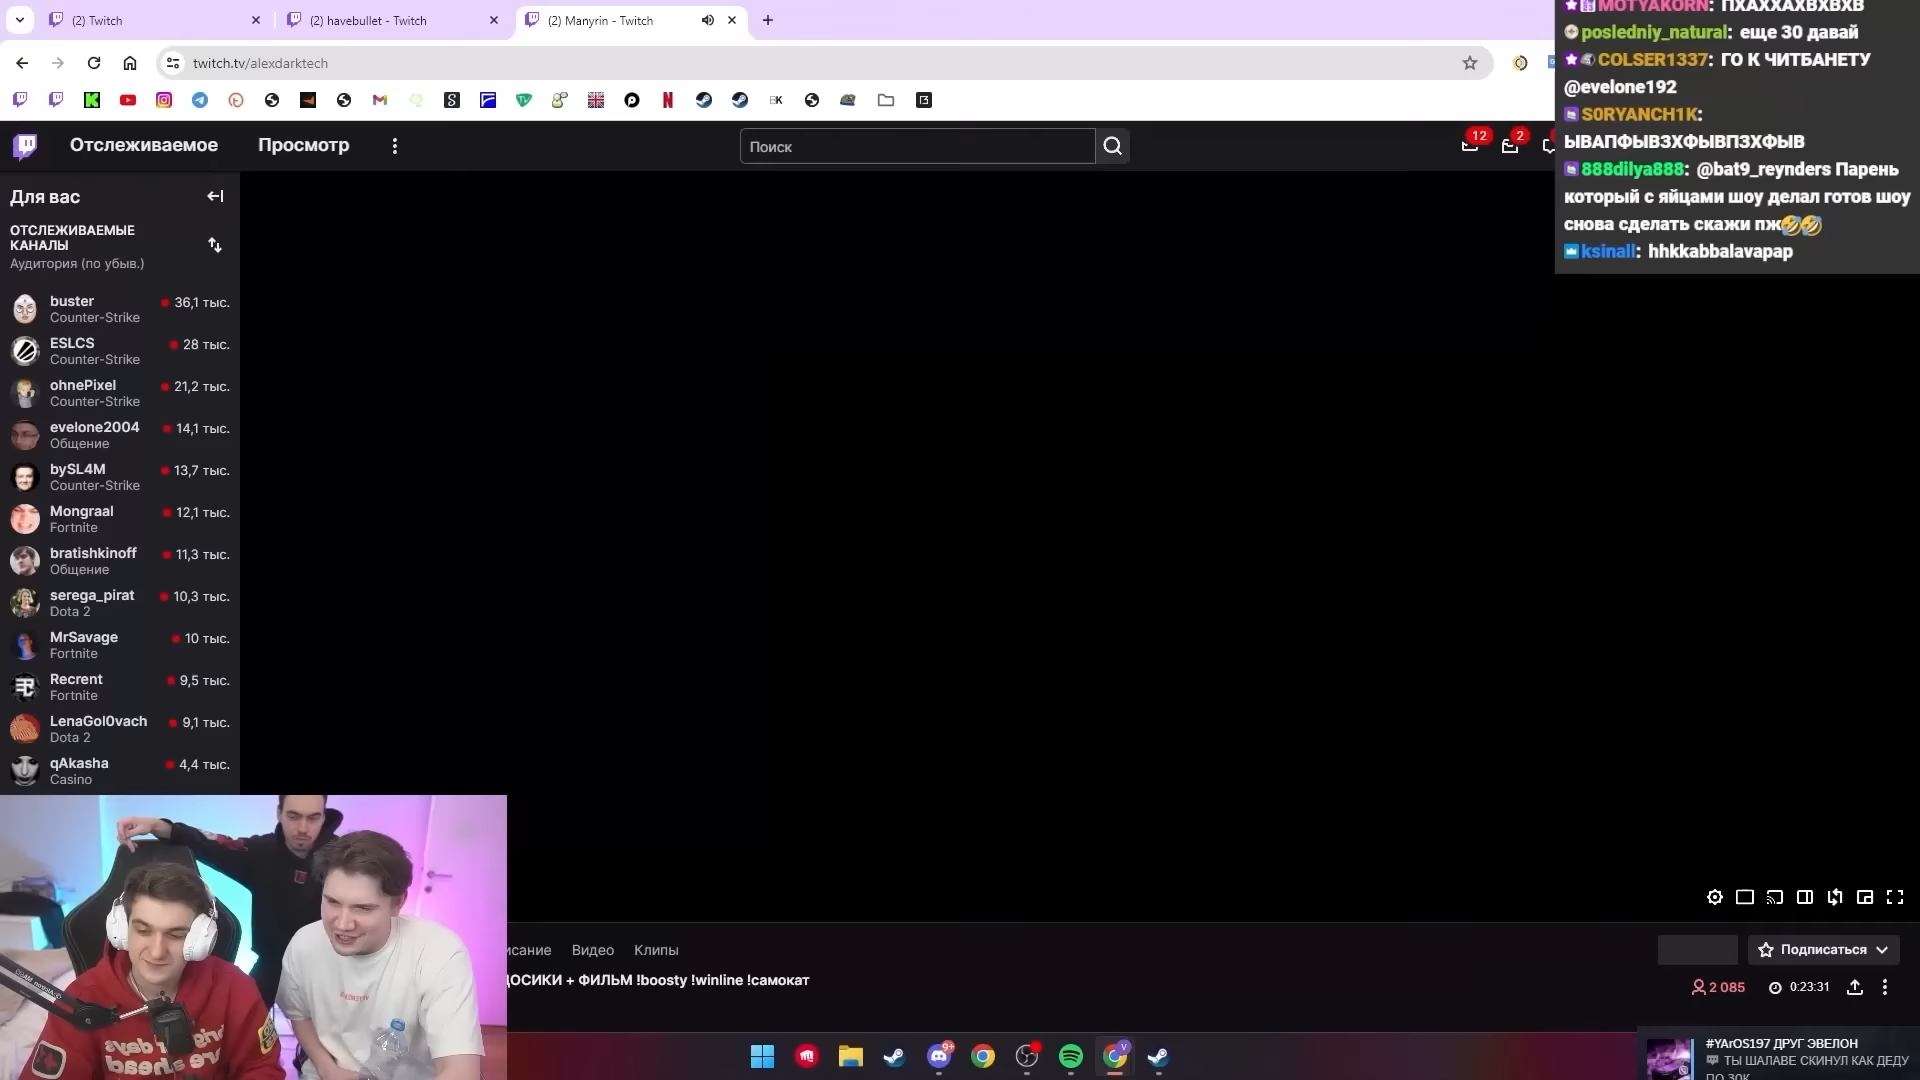 (2) Twitch
(2) havebullet - Twitch
(2) Manyrin - Twitch
twitch.tv/alexdarktech
Отслеживаемое
Просмотр
Поиск
12
2
Для вас
ОТСЛЕЖИВАЕМЫЕ
КАНАЛЫ
Аудитория (по убыв.)
buster
36,1 тыс.
Counter-Strike
ESLCS
28 тыс.
Counter-Strike
ohnePixel
21,2 тыс.
Counter-Strike
evelone2004
14,1 тыс.
Общение
bySL4M
13,7 тыс.
Counter-Strike
Mongraal
12,1 тыс.
Fortnite
bratishkinoff
11,3 тыс.
Общение
serega_pirat
10,3 тыс.
Dota 2
MrSavage
10 тыс.
Fortnite
Recrent
9,5 тыс.
Fortnite
LenaGol0vach
9,1 тыс.
Dota 2
qAkasha
4,4 тыс.
Casino
MOTYAKORN: ПХАХХАХВХВХВ
posledniy_natural: еще 30 давай
COLSER1337: ГО К ЧИТБАНЕТУ
@evelone192
S0RYANCH1K:
ЫВАПФЫВЗХФЫВПЗХФЫВ
888dilya888: @bat9_reynders Парень
который с яйцами шоу делал готов шоу
снова сделать скажи пж🤣🤣
ksinali: hhkkabbalavapap
исание
Видео
Клипы
ДОСИКИ + ФИЛЬМ !boosty !winline !самокат
Подписаться
2 085
0:23:31
9+
#YArOS197 ДРУГ ЭВЕЛОН
ТЫ ШАЛАВЕ СКИНУЛ КАК ДЕДУ
ПО 30К